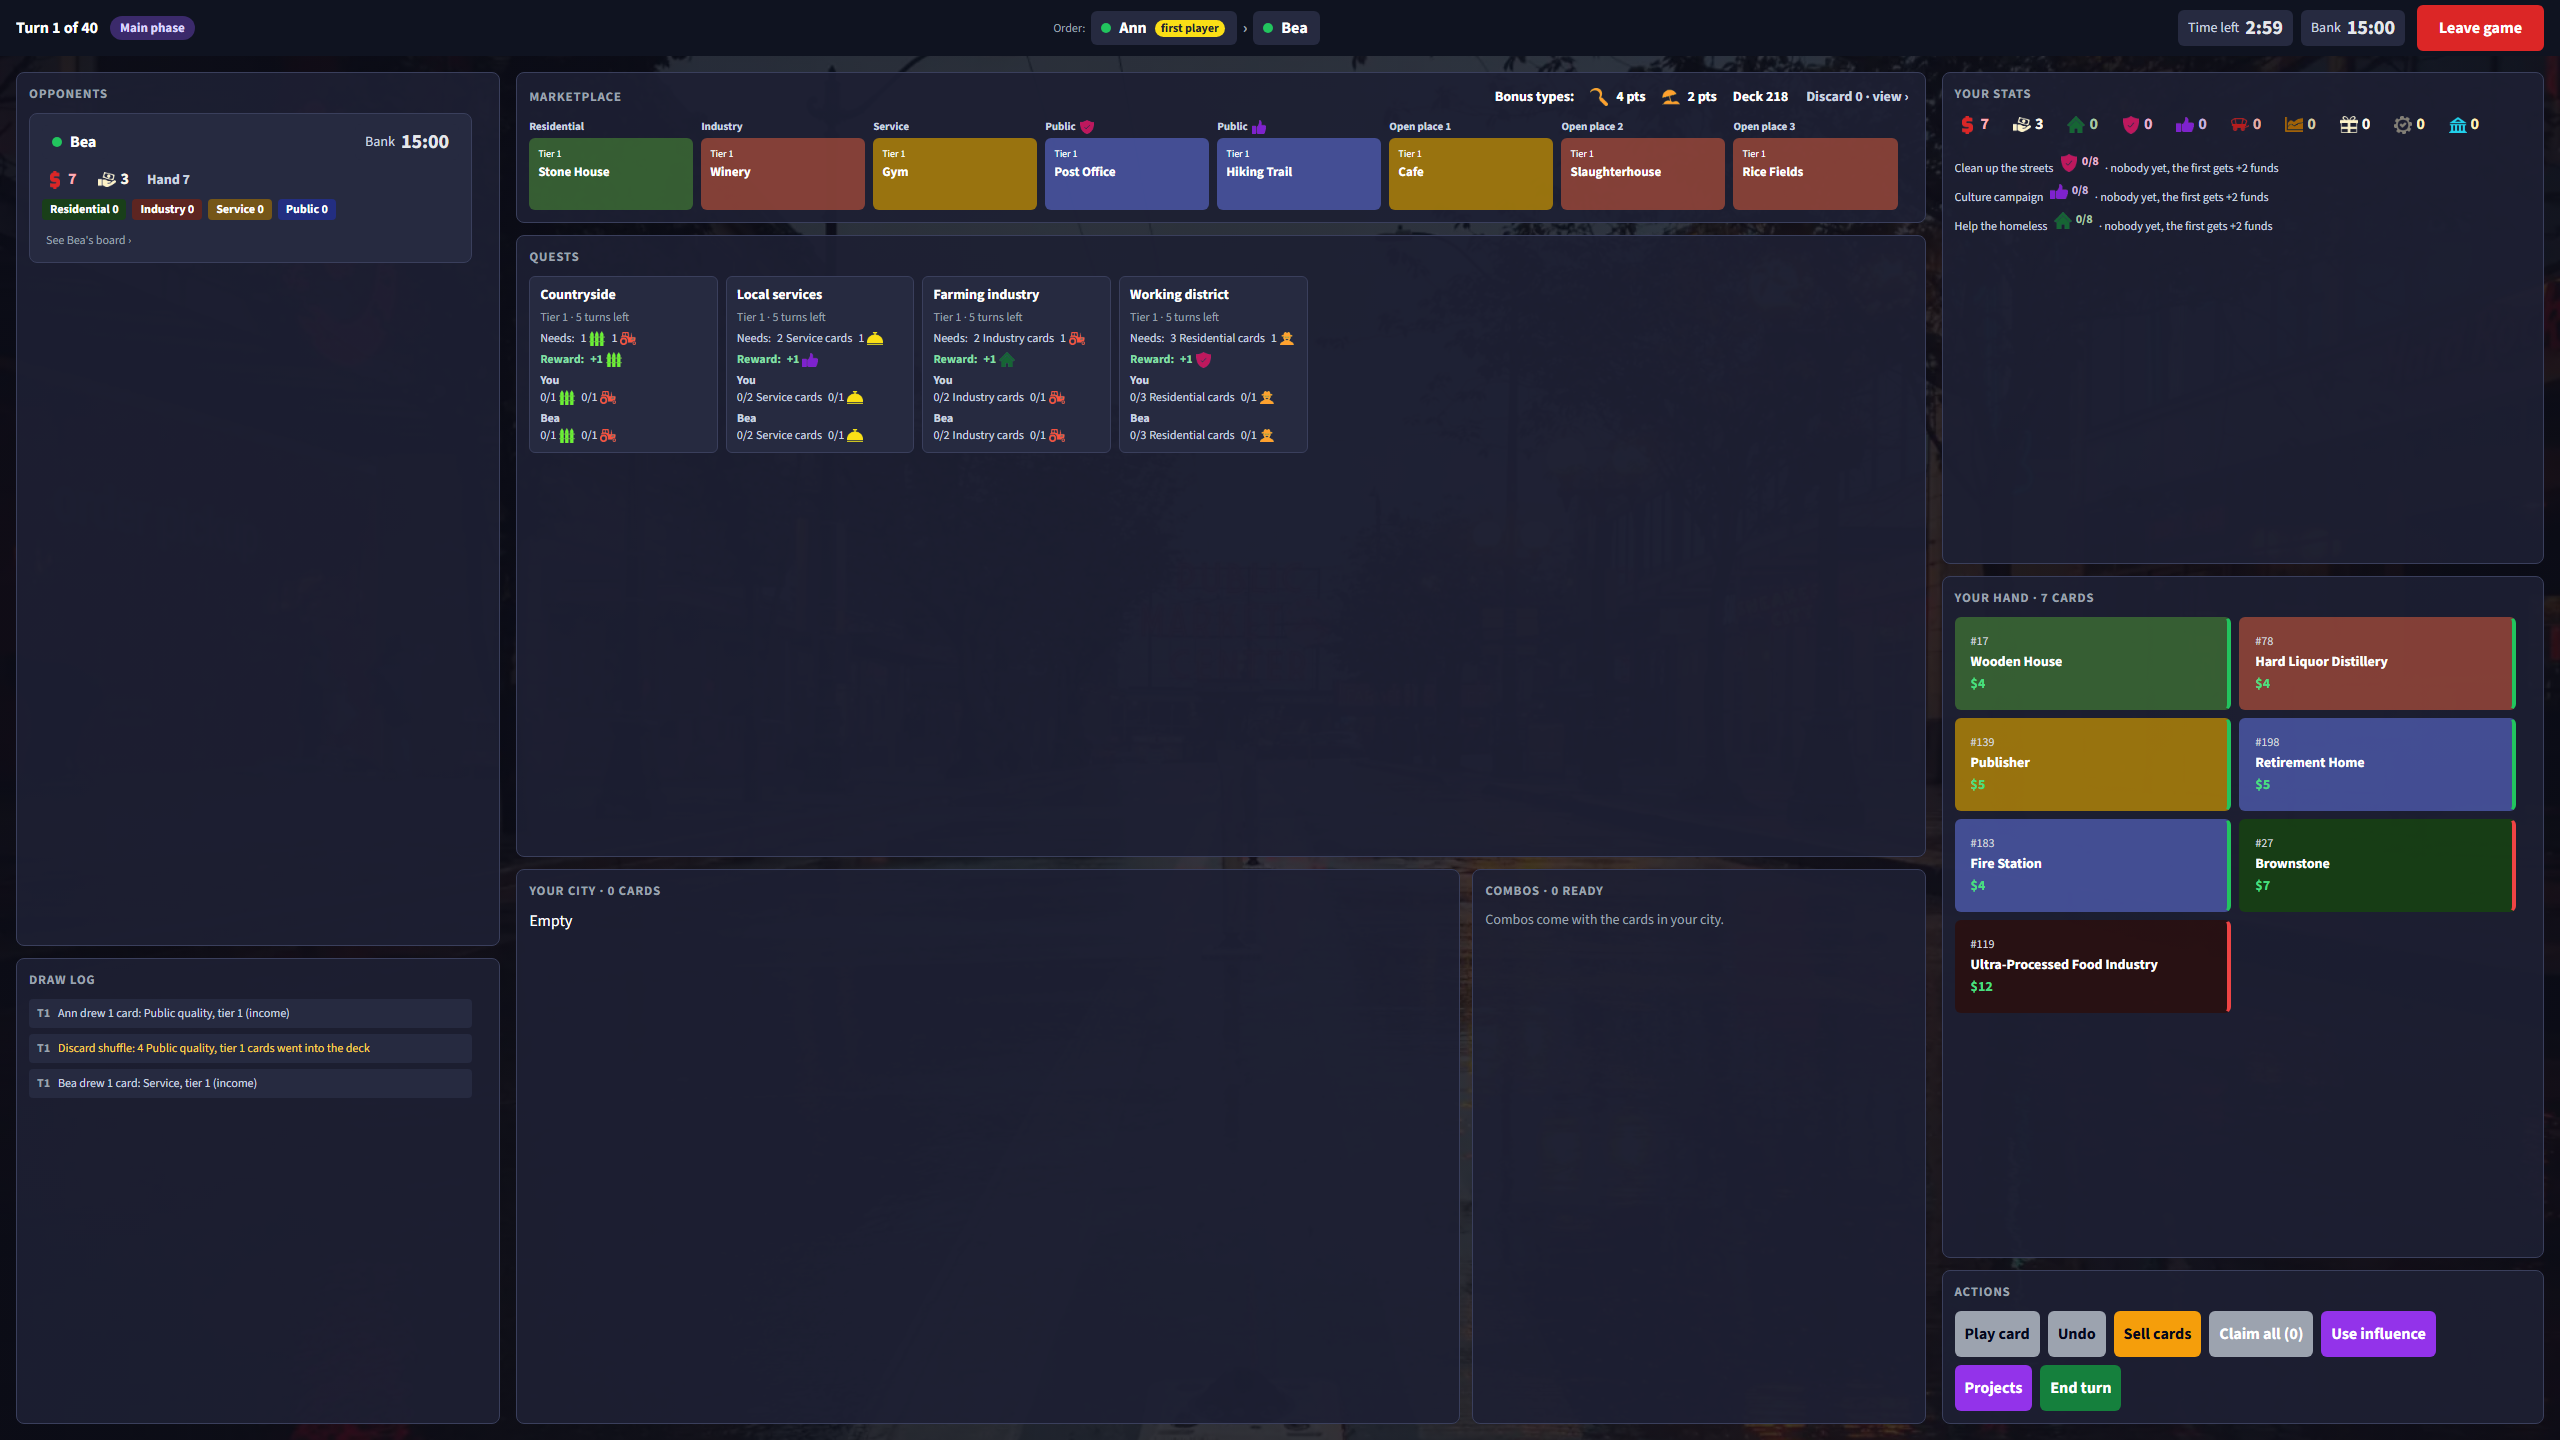 Turn 1 of 40
Main phase
Order:
Ann
first player
›
Bea
Time left 2:59
Bank 15:00
Leave game
OPPONENTS
Bea
Bank 15:00
7 3 Hand 7
Residential 0
Industry 0
Service 0
Public 0
See Bea's board ›
DRAW LOG
T1 Ann drew 1 card: Public quality, tier 1 (income)
T1 Discard shuffle: 4 Public quality, tier 1 cards went into the deck
T1 Bea drew 1 card: Service, tier 1 (income)
MARKETPLACE
Bonus types: 4 pts 2 pts Deck 218 Discard 0 · view ›
Residential
Tier 1
Stone House
Industry
Tier 1
Winery
Service
Tier 1
Gym
Public
Tier 1
Post Office
Public
Tier 1
Hiking Trail
Open place 1
Tier 1
Cafe
Open place 2
Tier 1
Slaughterhouse
Open place 3
Tier 1
Rice Fields
QUESTS
Countryside
Tier 1 · 5 turns left
Needs: 1 1
Reward: +1
You
0/1 0/1
Bea
0/1 0/1
Local services
Tier 1 · 5 turns left
Needs: 2 Service cards 1
Reward: +1
You
0/2 Service cards 0/1
Bea
0/2 Service cards 0/1
Farming industry
Tier 1 · 5 turns left
Needs: 2 Industry cards 1
Reward: +1
You
0/2 Industry cards 0/1
Bea
0/2 Industry cards 0/1
Working district
Tier 1 · 5 turns left
Needs: 3 Residential cards 1
Reward: +1
You
0/3 Residential cards 0/1
Bea
0/3 Residential cards 0/1
YOUR CITY · 0 CARDS
Empty
COMBOS · 0 READY
Combos come with the cards in your city.
YOUR STATS
7 3 0 0 0 0 0 0 0 0
Clean up the streets 0/8 · nobody yet, the first gets +2 funds
Culture campaign 0/8 · nobody yet, the first gets +2 funds
Help the homeless 0/8 · nobody yet, the first gets +2 funds
YOUR HAND · 7 CARDS
#17
Wooden House
$4
#78
Hard Liquor Distillery
$4
#139
Publisher
$5
#198
Retirement Home
$5
#183
Fire Station
$4
#27
Brownstone
$7
#119
Ultra-Processed Food Industry
$12
ACTIONS
Play card
Undo
Sell cards
Claim all (0)
Use influence
Projects
End turn